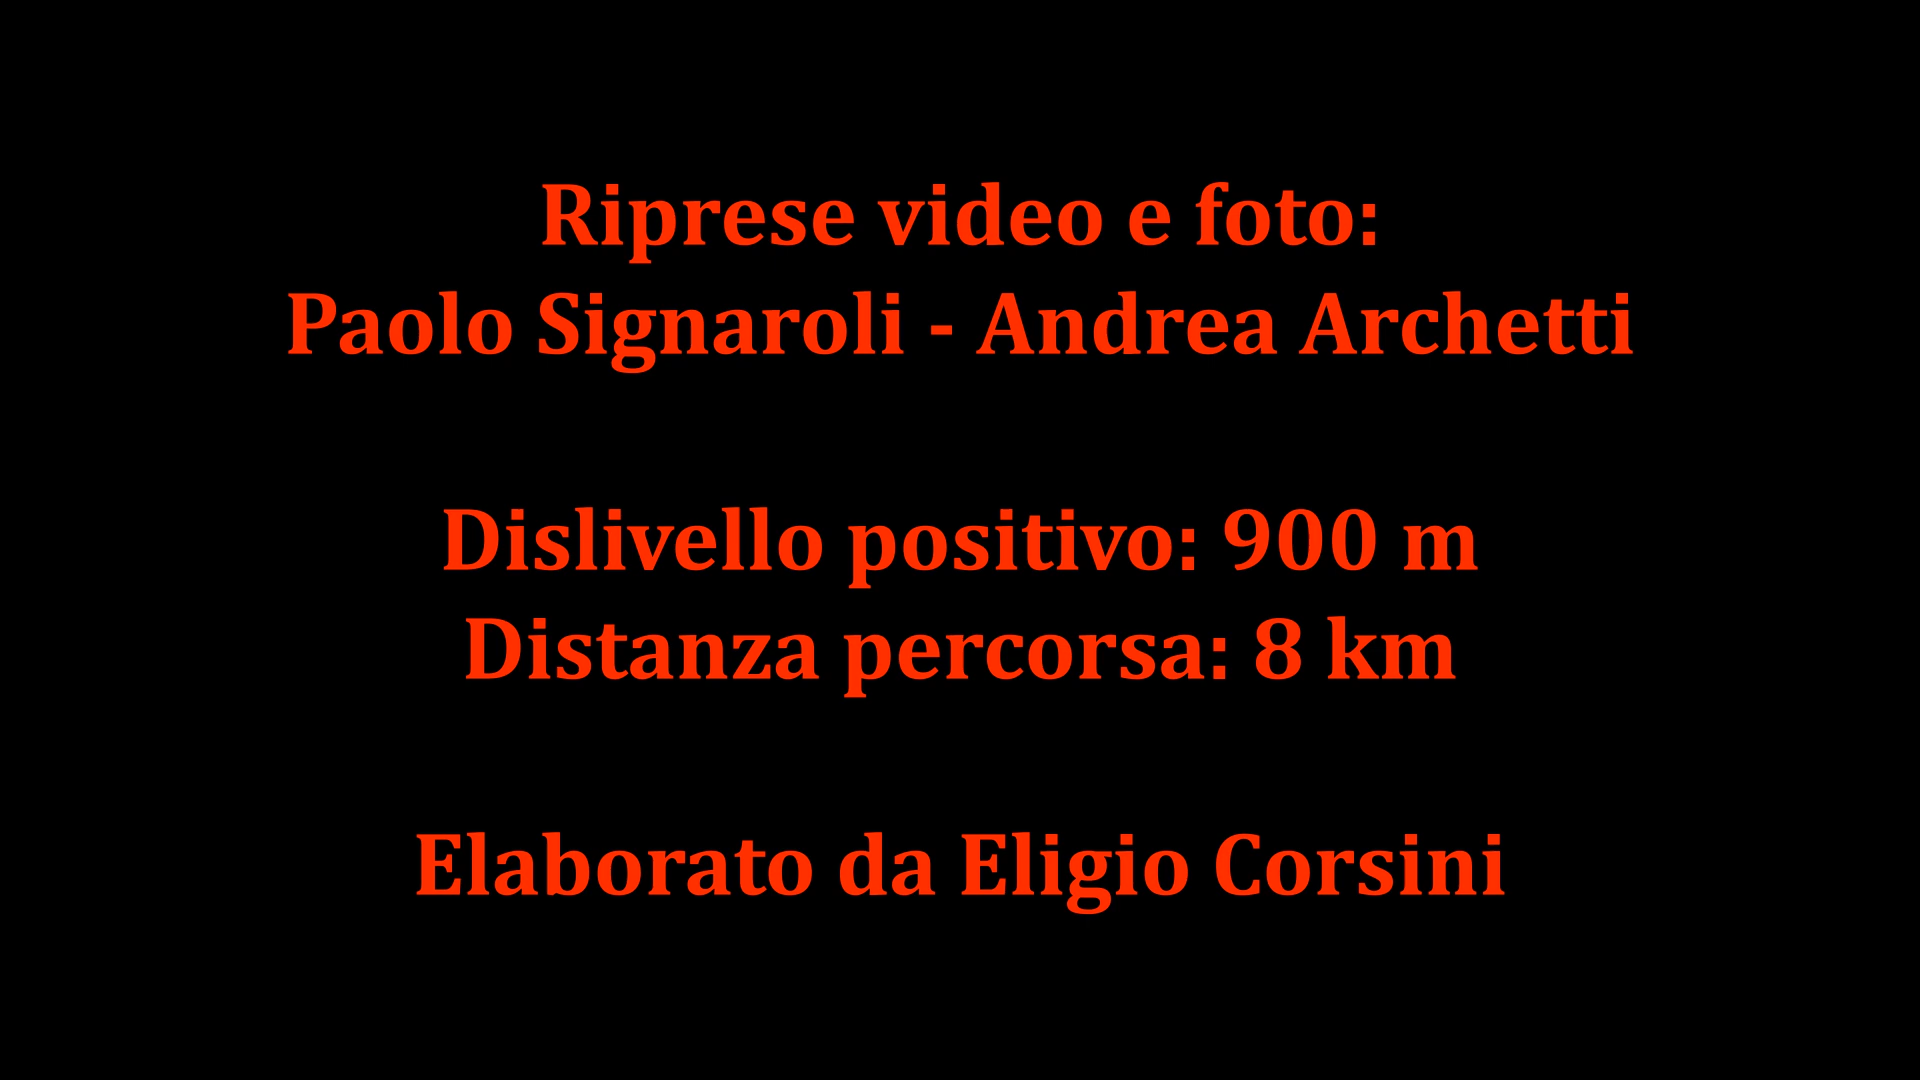 Riprese video e foto:
Paolo Signaroli - Andrea Archetti
Dislivello positivo: 900 m
Distanza percorsa: 8 km
Elaborato da Eligio Corsini